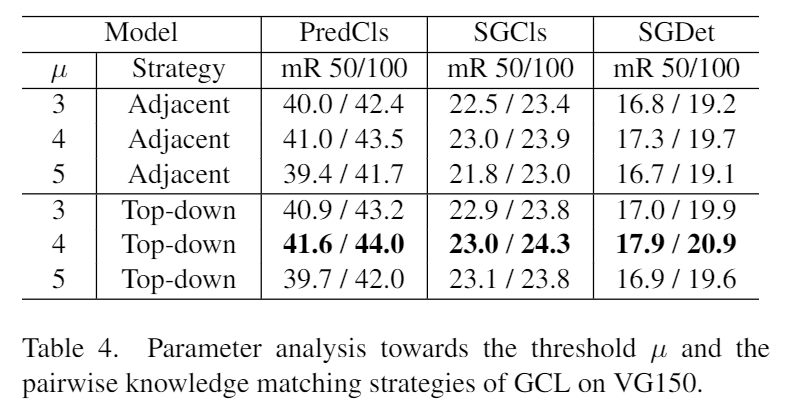 Model PredCls SGCls SGDet
μ Strategy mR 50/100 mR 50/100 mR 50/100
3 Adjacent 40.0 / 42.4 22.5 / 23.4 16.8 / 19.2
4 Adjacent 41.0 / 43.5 23.0 / 23.9 17.3 / 19.7
5 Adjacent 39.4 / 41.7 21.8 / 23.0 16.7 / 19.1
3 Top-down 40.9 / 43.2 22.9 / 23.8 17.0 / 19.9
4 Top-down 41.6 / 44.0 23.0 / 24.3 17.9 / 20.9
5 Top-down 39.7 / 42.0 23.1 / 23.8 16.9 / 19.6
Table 4. Parameter analysis towards the threshold μ and the
pairwise knowledge matching strategies of GCL on VG150.